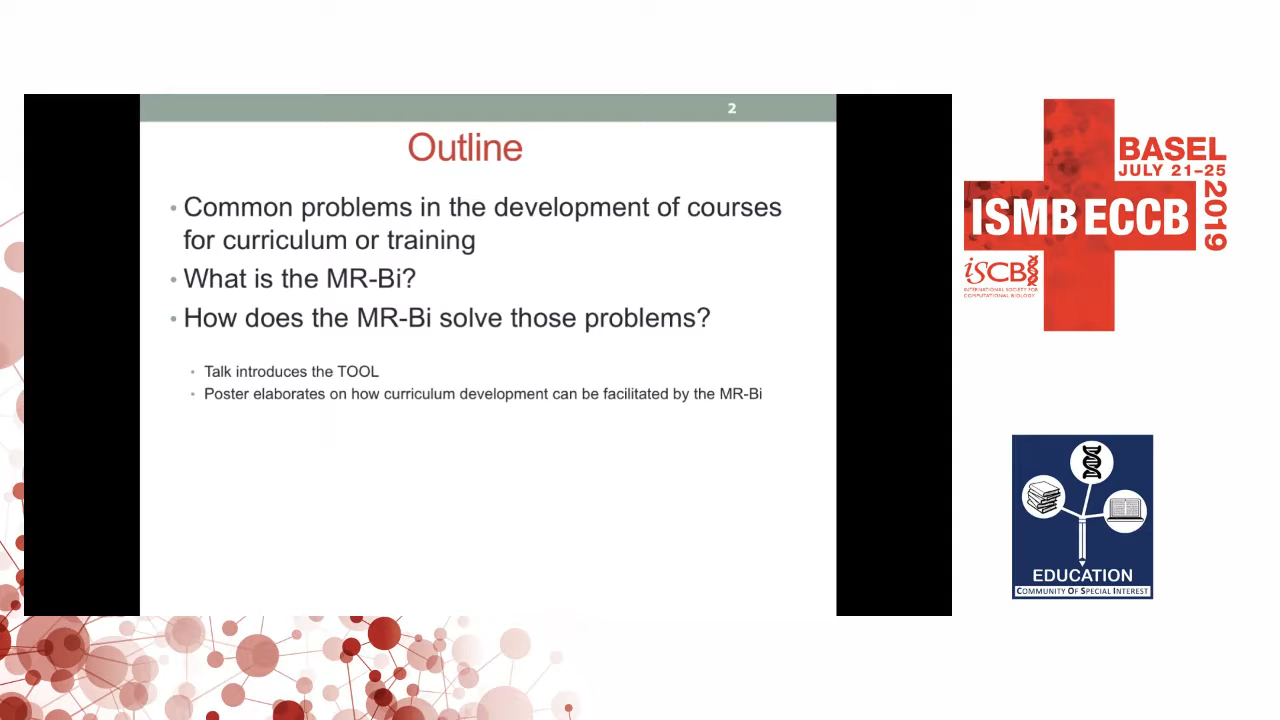 2
Outline
• Common problems in the development of courses
for curriculum or training
• What is the MR-Bi?
• How does the MR-Bi solve those problems?
• Talk introduces the TOOL
• Poster elaborates on how curriculum development can be facilitated by the MR-Bi
BASEL
JULY 21–25
2019
ISMB ECCB
iSCB
INTERNATIONAL SOCIETY FOR
COMPUTATIONAL BIOLOGY
EDUCATION
COMMUNITY OF SPECIAL INTEREST